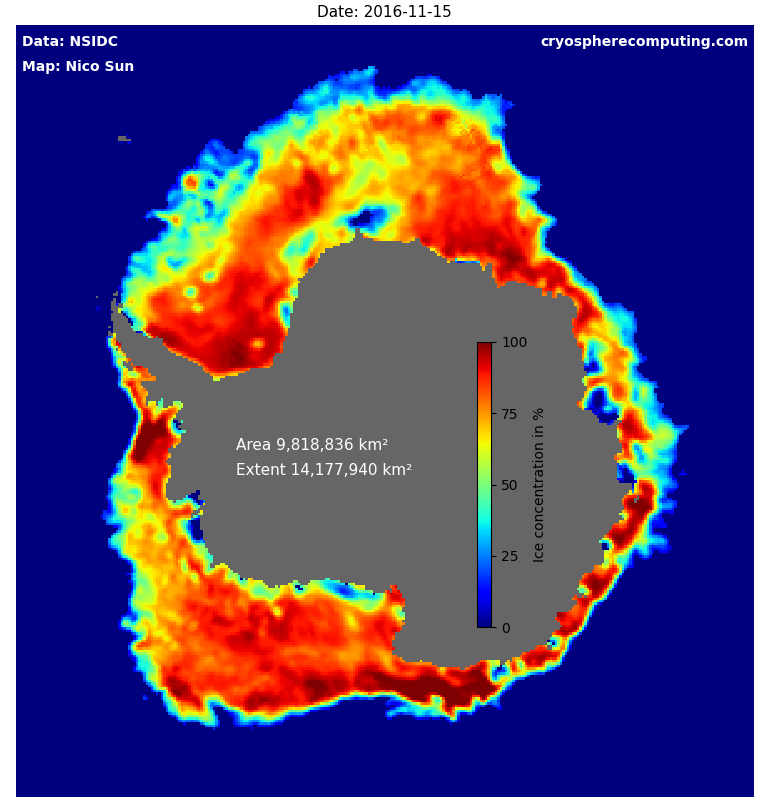 Date: 2016-11-15
Data: NSIDC
cryospherecomputing.com
Map: Nico Sun
100
75
50
25
0
Ice concentration in %
Area 9,818,836 km²
Extent 14,177,940 km²